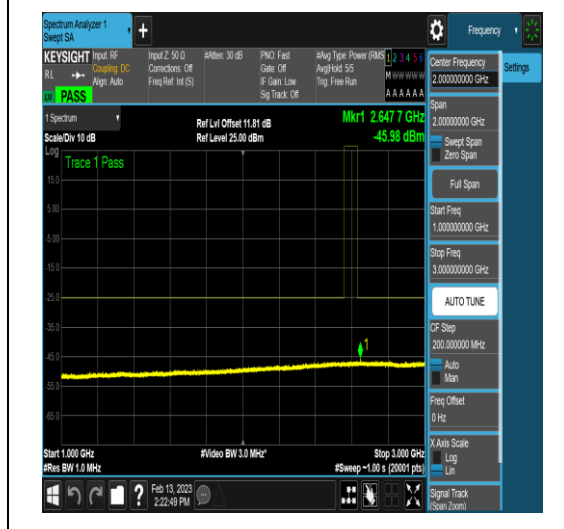 Spectrum Analyzer 1
Swept SA
Frequency
KEYSIGHT
RL
PASS
Input: RF
Coupling: DC
Align: Auto
Input Z: 50 Ω
Corrections: Off
Freq Ref: Int (S)
#Atten: 30 dB
PNO: Fast
Gate: Off
IF Gain: Low
Sig Track: Off
#Avg Type: Power (RMS
Avg|Hold: 5/5
Trig: Free Run
1 2 3 4 5 6
M W W W W W
A A A A A A
1 Spectrum
Scale/Div 10 dB
Ref Lvl Offset 11.81 dB
Ref Level 25.00 dBm
Mkr1 2.647 7 GHz
-45.98 dBm
Log
Trace 1 Pass
15.0
5.00
-5.00
-15.0
-25.0
-35.0
-45.0
-55.0
-65.0
1
Start 1.000 GHz
#Res BW 1.0 MHz
#Video BW 3.0 MHz*
Stop 3.000 GHz
#Sweep ~1.00 s (20001 pts)
Feb 13, 2023
2:22:49 PM
Center Frequency
2.000000000 GHz
Settings
Span
2.00000000 GHz
Swept Span
Zero Span
Full Span
Start Freq
1.000000000 GHz
Stop Freq
3.000000000 GHz
AUTO TUNE
CF Step
200.000000 MHz
Auto
Man
Freq Offset
0 Hz
X Axis Scale
Log
Lin
Signal Track
(Span Zoom)